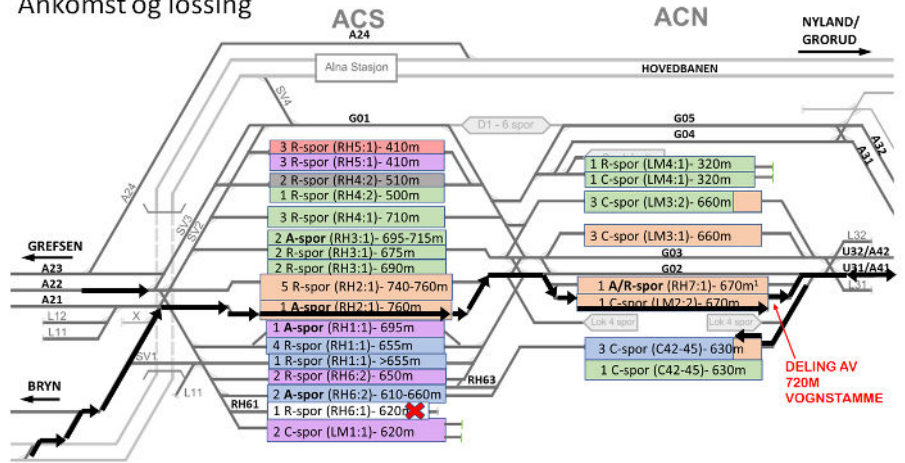 Ankomst og lossing
ACS
ACN
NYLAND/
GRORUD
A24
Alna Stasjon
HOVEDBANEN
SV4
G01
D1 - 6 spor
G05
G04
A32
A31
3 R-spor (RH5:1)- 410m
3 R-spor (RH5:1)- 410m
2 R-spor (RH4:2)- 510m
1 R-spor (RH4:2)- 500m
3 R-spor (RH4:1)- 710m
2 A-spor (RH3:1)- 695-715m
2 R-spor (RH3:1)- 675m
2 R-spor (RH3:1)- 690m
5 R-spor (RH2:1)- 740-760m
1 A-spor (RH2:1)- 760m
1 A-spor (RH1:1)- 695m
4 R-spor (RH1:1)- 655m
1 R-spor (RH1:1)- >655m
2 R-spor (RH6:2)- 650m
2 A-spor (RH6:2)- 610-660m
1 R-spor (RH6:1)- 620m
2 C-spor (LM1:1)- 620m
1 R-spor (LM4:1)- 320m
1 C-spor (LM4:1)- 320m
3 C-spor (LM3:2)- 660m
3 C-spor (LM3:1)- 660m
G03
G02
1 A/R-spor (RH7:1)- 670m¹
1 C-spor (LM2:2)- 670m
Lok 4 spor
Lok 4 spor
3 C-spor (C42-45)- 630m
1 C-spor (C42-45)- 630m
L32
U32/A42
U31/A41
L31
DELING AV
720M
VOGNSTAMME
A24
SV3
SV2
GREFSEN
A23
A22
A21
L12
L11
X
SV1
L11
BRYN
RH61
RH63